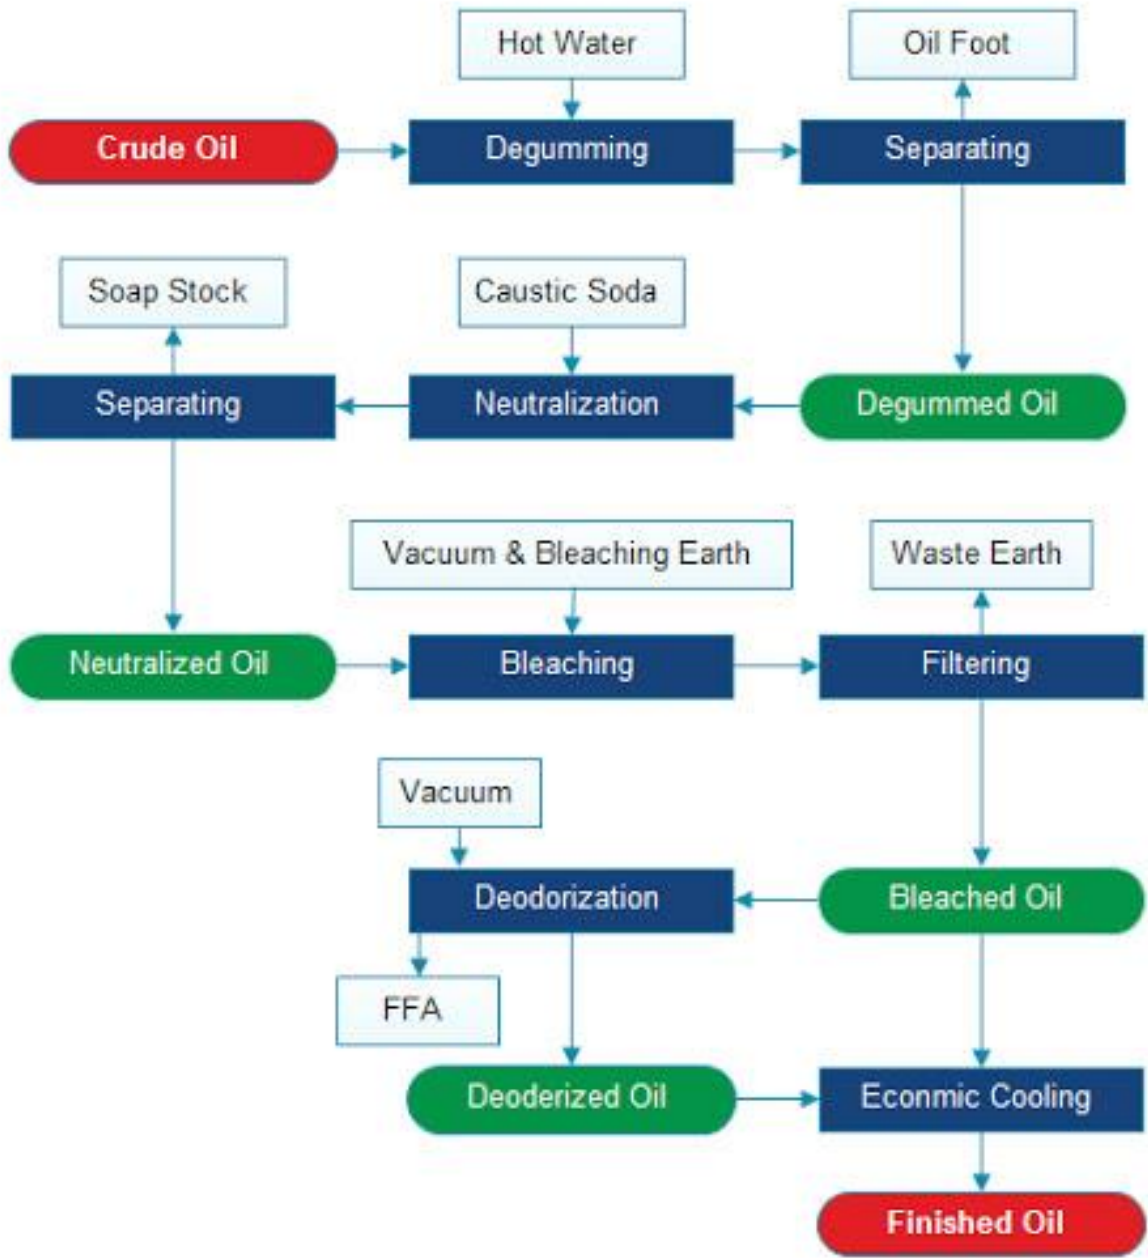 Hot Water
Oil Foot
Crude Oil
Degumming
Separating
Soap Stock
Caustic Soda
Separating
Neutralization
Degummed Oil
Vacuum & Bleaching Earth
Waste Earth
Neutralized Oil
Bleaching
Filtering
Vacuum
Deodorization
Bleached Oil
FFA
Deoderized Oil
Econmic Cooling
Finished Oil